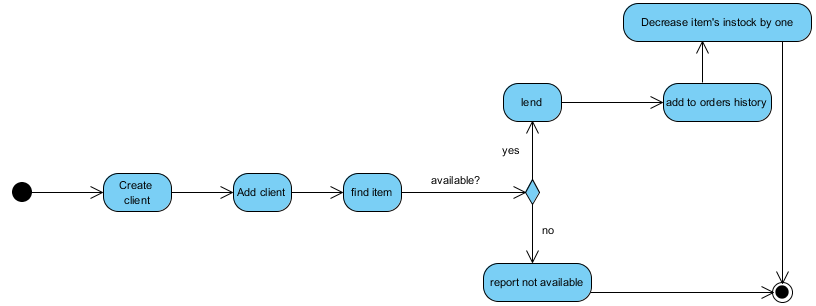 Decrease item's instock by one
lend
add to orders history
yes
Create
client
Add client
find item
available?
no
report not available